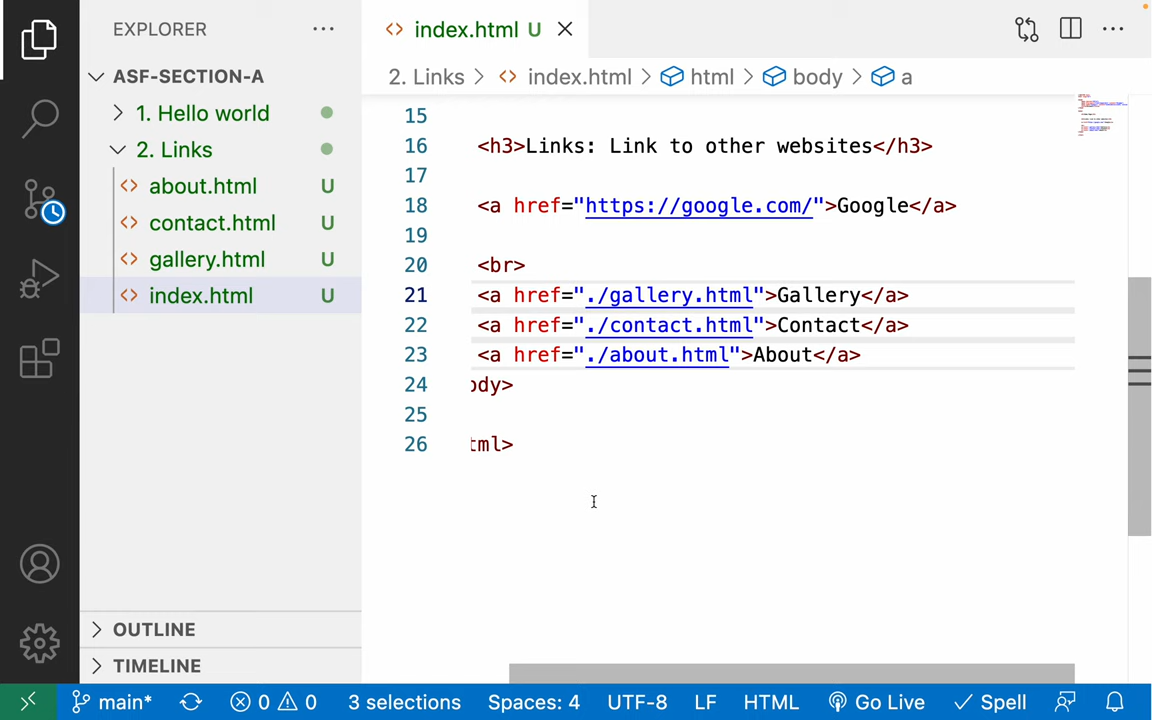 EXPLORER
index.html U
2. Links > index.html > html > body > a
ASF-SECTION-A
1. Hello world
2. Links
about.html U
contact.html U
gallery.html U
index.html U
15
16 <h3>Links: Link to other websites</h3>
17
18 <a href="https://google.com/">Google</a>
19
20 <br>
21 <a href="./gallery.html">Gallery</a>
22 <a href="./contact.html">Contact</a>
23 <a href="./about.html">About</a>
24 ody>
25
26 tml>
OUTLINE
TIMELINE
main* 0 0 3 selections Spaces: 4 UTF-8 LF HTML Go Live Spell